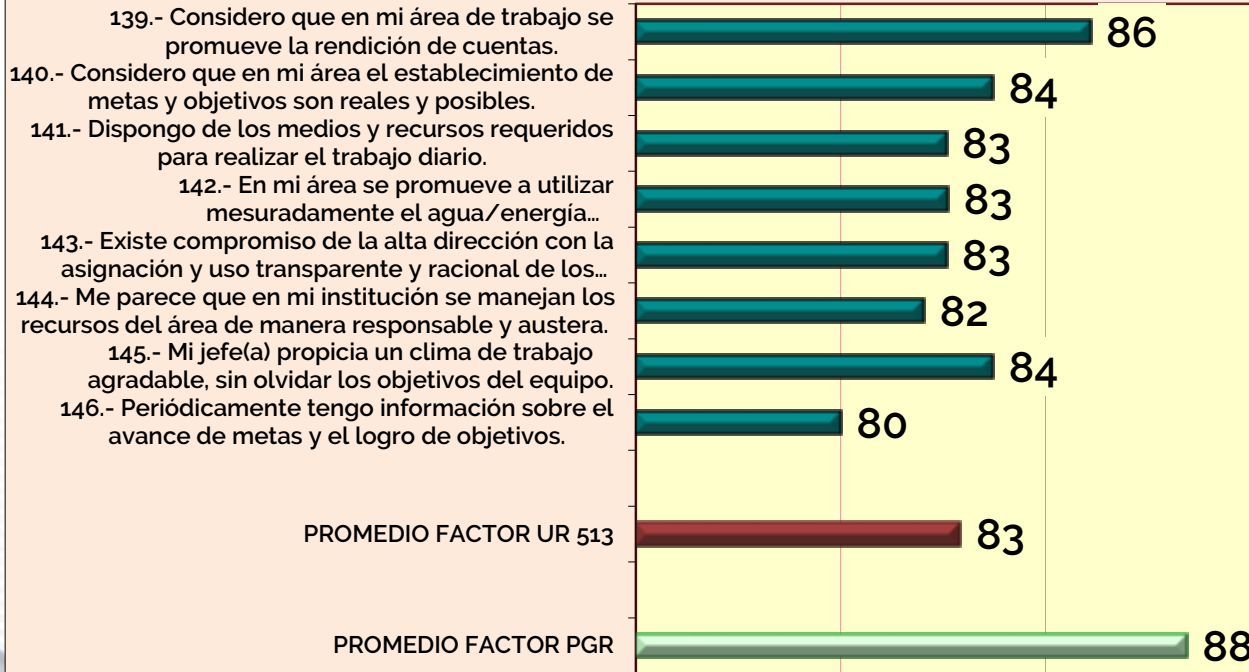 139.- Considero que en mi área de trabajo se
promueve la rendición de cuentas.
86
140.- Considero que en mi área el establecimiento de
metas y objetivos son reales y posibles.
84
141.- Dispongo de los medios y recursos requeridos
para realizar el trabajo diario.
83
142.- En mi área se promueve a utilizar
mesuradamente el agua/energía...
83
143.- Existe compromiso de la alta dirección con la
asignación y uso transparente y racional de los...
83
144.- Me parece que en mi institución se manejan los
recursos del área de manera responsable y austera.
82
145.- Mi jefe(a) propicia un clima de trabajo
agradable, sin olvidar los objetivos del equipo.
84
146.- Periódicamente tengo información sobre el
avance de metas y el logro de objetivos.
80
PROMEDIO FACTOR UR 513
83
PROMEDIO FACTOR PGR
88